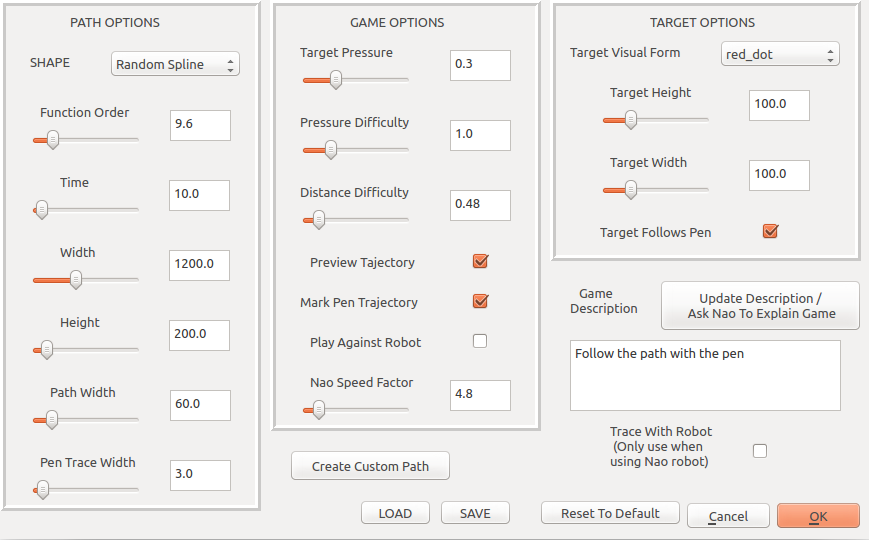 PATH OPTIONS
SHAPE
Random Spline
Function Order
9.6
Time
10.0
Width
1200.0
Height
200.0
Path Width
60.0
Pen Trace Width
3.0
GAME OPTIONS
Target Pressure
0.3
Pressure Difficulty
1.0
Distance Difficulty
0.48
Preview Tajectory
Mark Pen Trajectory
Play Against Robot
Nao Speed Factor
4.8
Create Custom Path
TARGET OPTIONS
Target Visual Form
red_dot
Target Height
100.0
Target Width
100.0
Target Follows Pen
Game
Description
Update Description /
Ask Nao To Explain Game
Follow the path with the pen
Trace With Robot
(Only use when
using Nao robot)
LOAD
SAVE
Reset To Default
Cancel
OK